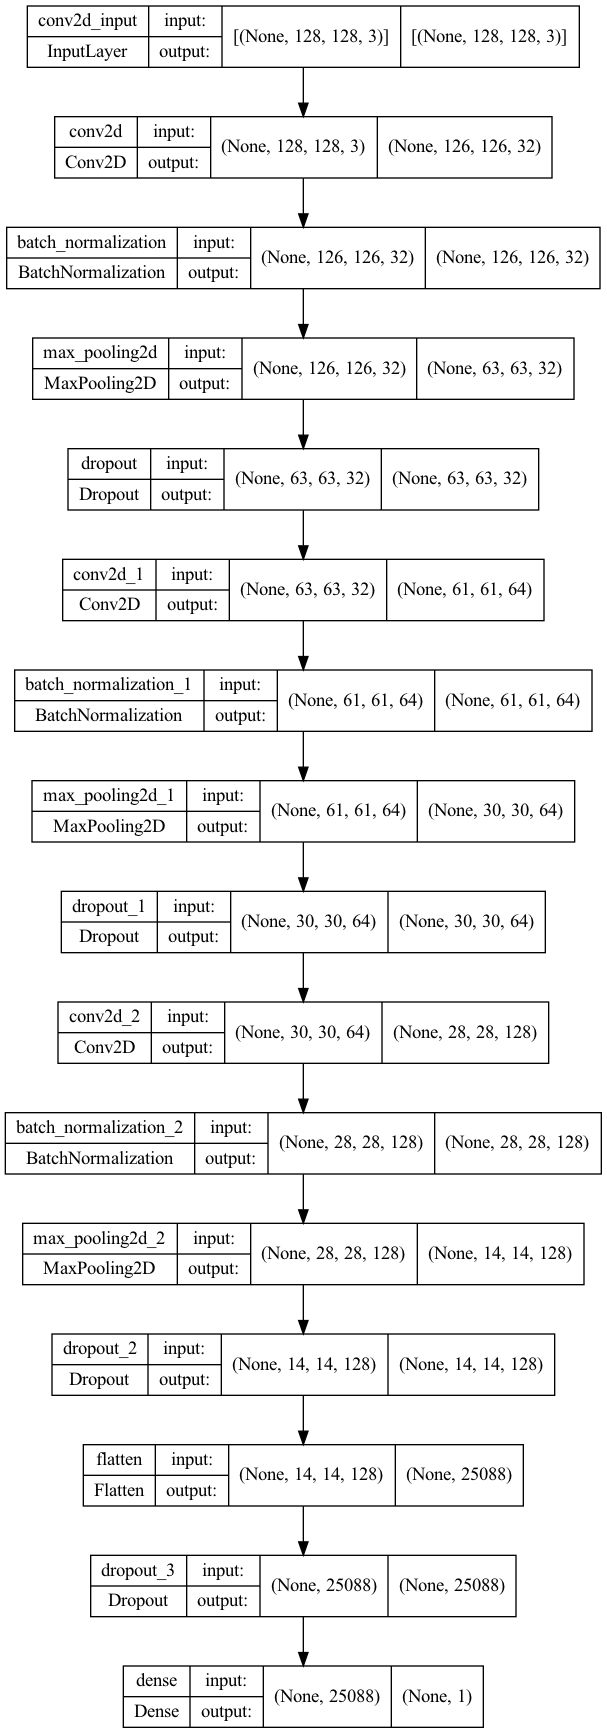 conv2d_input input: [(None, 128, 128, 3)] [(None, 128, 128, 3)]
InputLayer output:
conv2d input: (None, 128, 128, 3) (None, 126, 126, 32)
Conv2D output:
batch_normalization input: (None, 126, 126, 32) (None, 126, 126, 32)
BatchNormalization output:
max_pooling2d input: (None, 126, 126, 32) (None, 63, 63, 32)
MaxPooling2D output:
dropout input: (None, 63, 63, 32) (None, 63, 63, 32)
Dropout output:
conv2d_1 input: (None, 63, 63, 32) (None, 61, 61, 64)
Conv2D output:
batch_normalization_1 input: (None, 61, 61, 64) (None, 61, 61, 64)
BatchNormalization output:
max_pooling2d_1 input: (None, 61, 61, 64) (None, 30, 30, 64)
MaxPooling2D output:
dropout_1 input: (None, 30, 30, 64) (None, 30, 30, 64)
Dropout output:
conv2d_2 input: (None, 30, 30, 64) (None, 28, 28, 128)
Conv2D output:
batch_normalization_2 input: (None, 28, 28, 128) (None, 28, 28, 128)
BatchNormalization output:
max_pooling2d_2 input: (None, 28, 28, 128) (None, 14, 14, 128)
MaxPooling2D output:
dropout_2 input: (None, 14, 14, 128) (None, 14, 14, 128)
Dropout output:
flatten input: (None, 14, 14, 128) (None, 25088)
Flatten output:
dropout_3 input: (None, 25088) (None, 25088)
Dropout output:
dense input: (None, 25088) (None, 1)
Dense output: